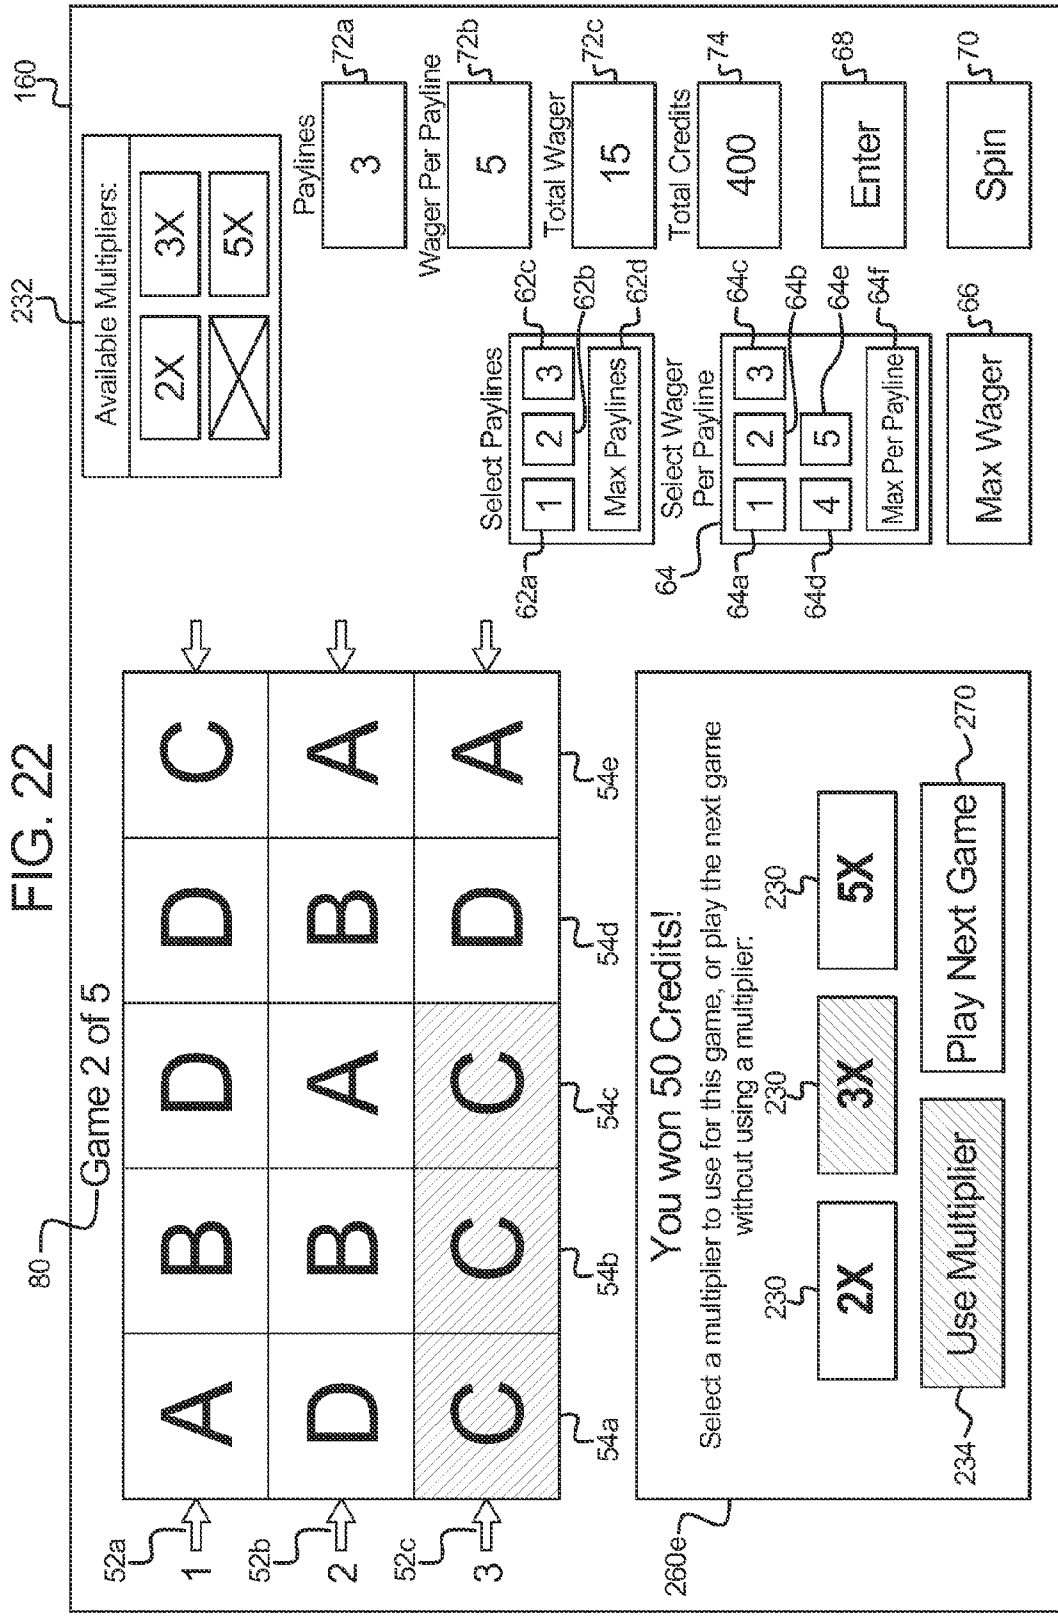 FIG. 22
160
80
Game 2 of 5
232
Available Multipliers:
2X 3X
5X
52a
1 A B D D C
52b
2 D B A B A
52c
3 C C C D A
54a 54b 54c 54d 54e
Select Paylines
62a
1 2 3
62c
62b
Max Paylines
62d
64
Select Wager
Per Payline
64a
1 2 3
64c
64b
64d
4 5
64e
Max Per Payline
64f
Max Wager
66
Paylines
3
72a
Wager Per Payline
5
72b
Total Wager
15
72c
Total Credits
400
74
Enter
68
Spin
70
260e
You won 50 Credits!
Select a multiplier to use for this game, or play the next game
without using a multiplier:
230 230 230
2X 3X 5X
234
Use Multiplier Play Next Game
270